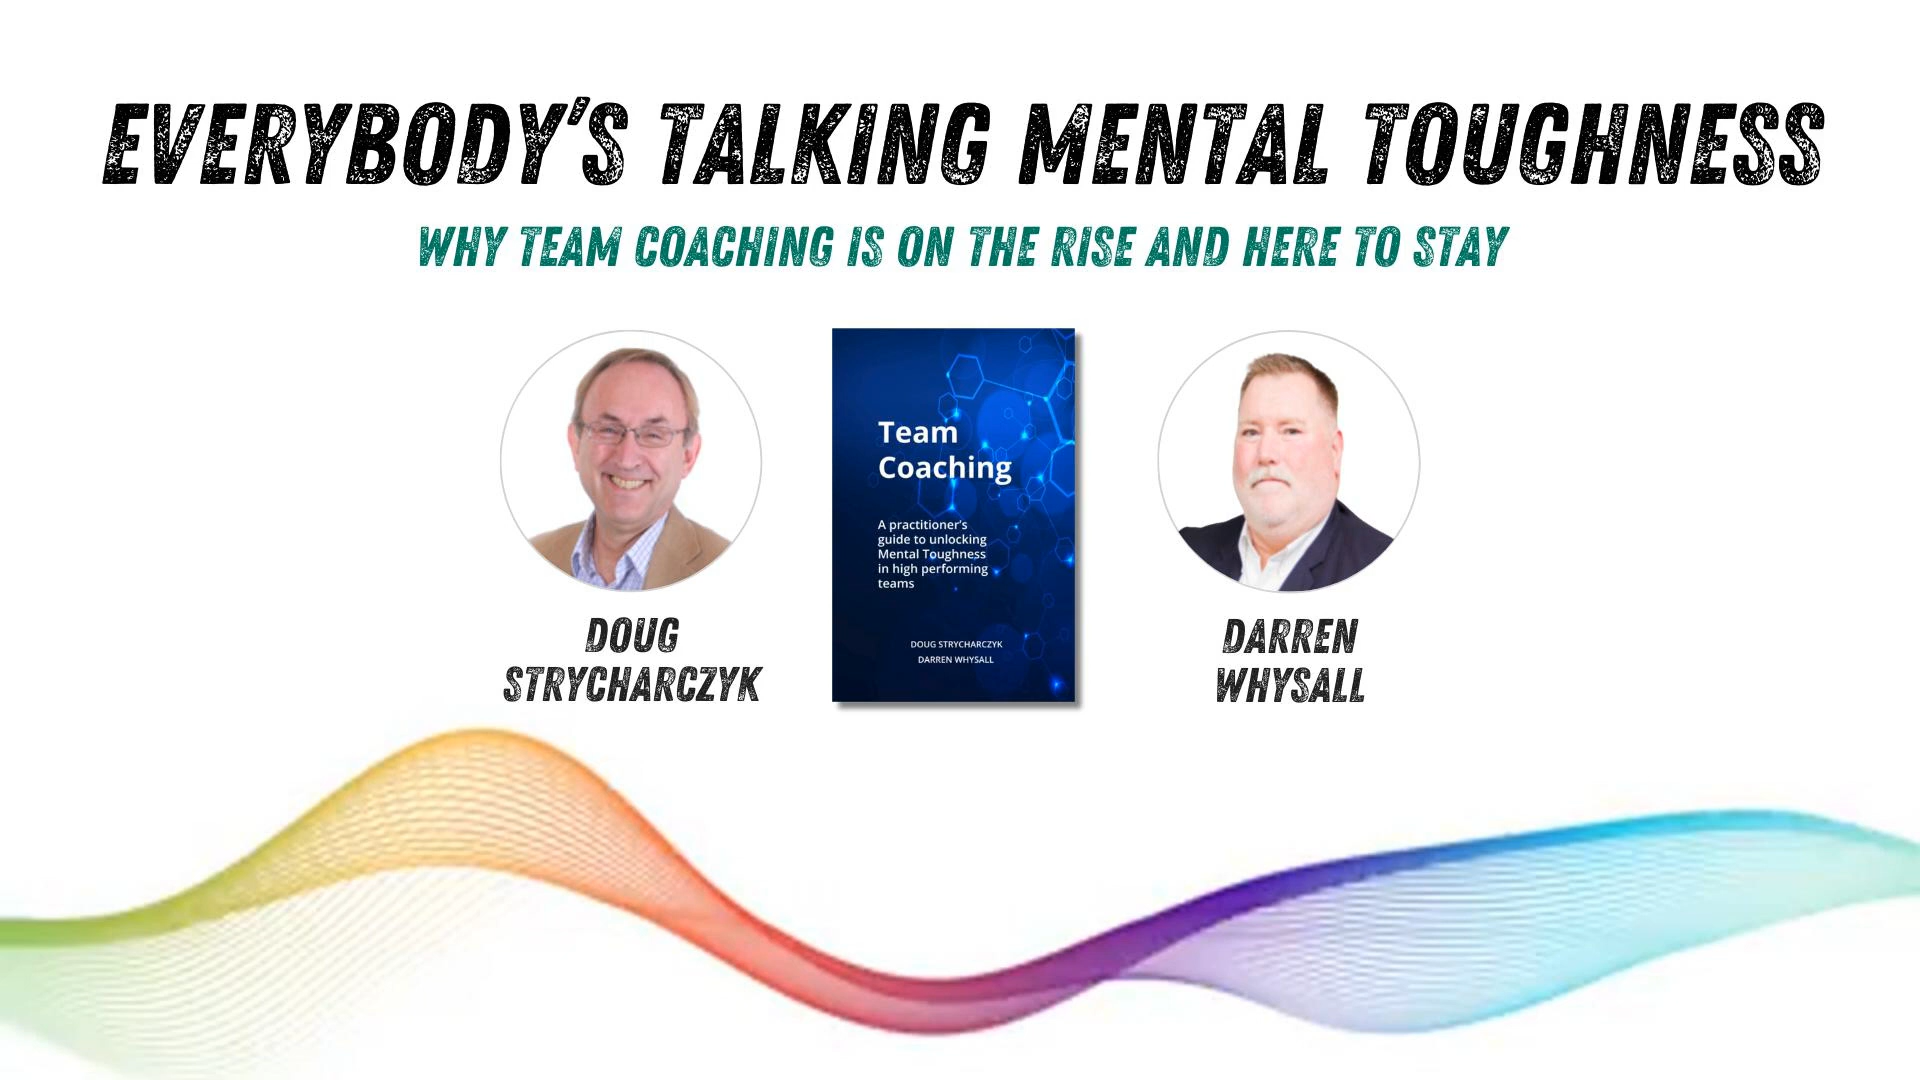 EVERYBODY'S TALKING MENTAL TOUGHNESS
WHY TEAM COACHING IS ON THE RISE AND HERE TO STAY
Team
Coaching
A practitioner's
guide to unlocking
Mental Toughness
in high performing
teams
DOUG STRYCHARCZYK
DARREN WHYSALL
DOUG
STRYCHARCZYK
DARREN
WHYSALL